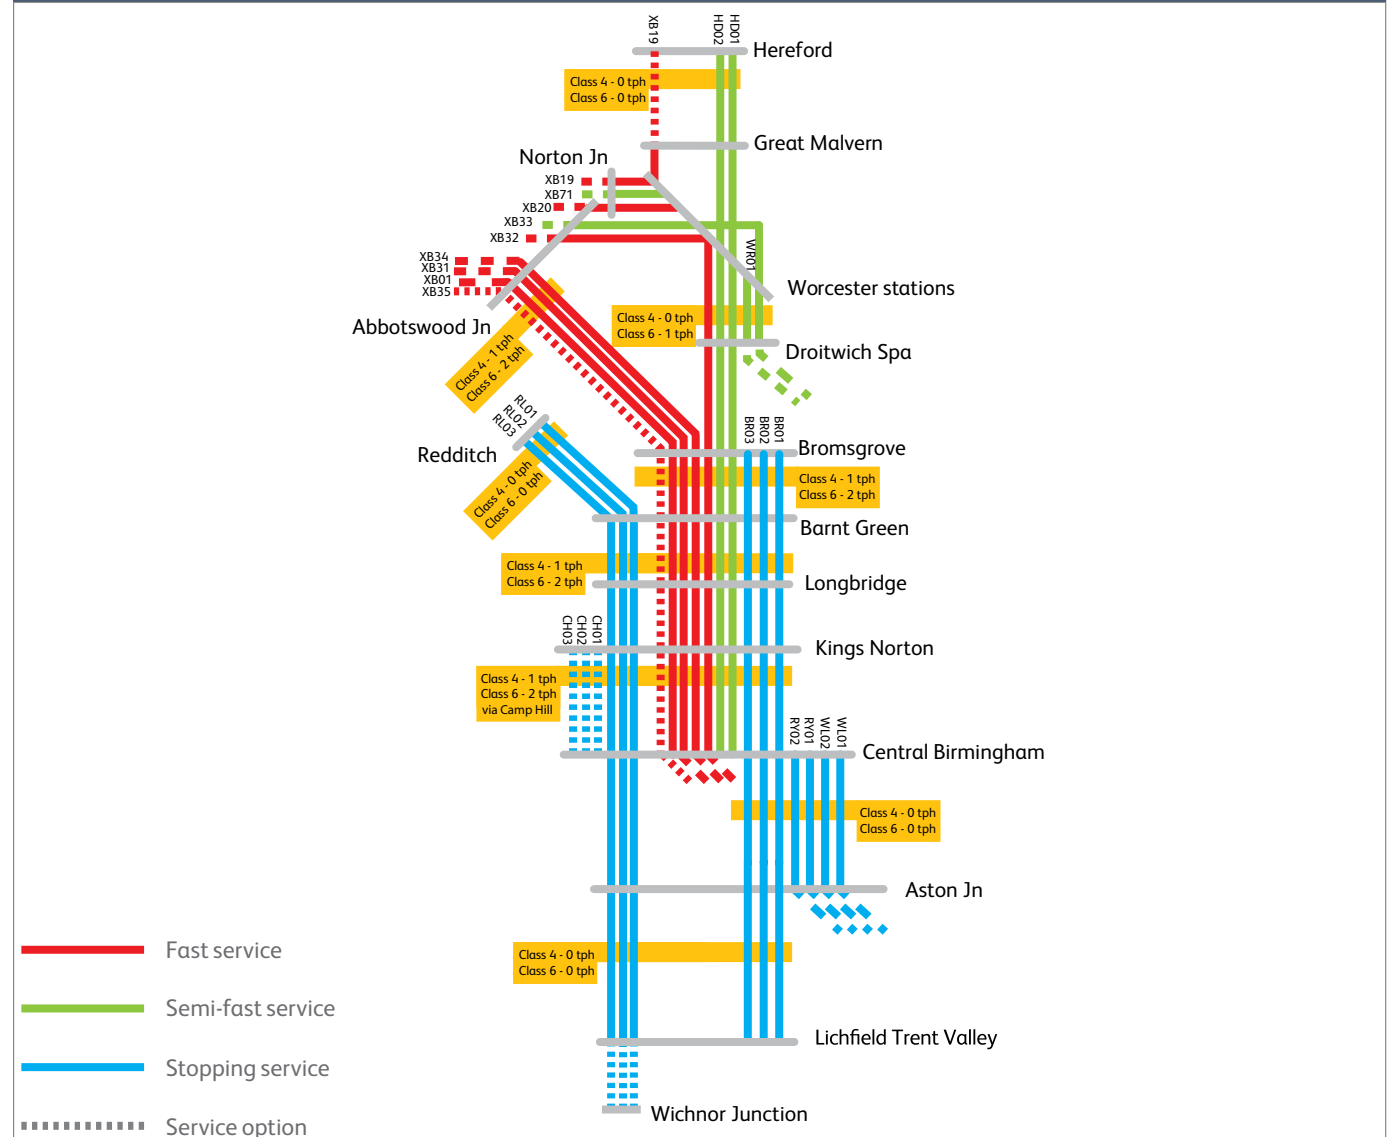 XB19
HD02
HD01
Hereford
Class 4 - 0 tph
Class 6 - 0 tph
Great Malvern
Norton Jn
XB19
XB71
XB20
XB33
XB32
WR01
XB34
XB31
XB01
XB35
Worcester stations
Abbotswood Jn
Class 4 - 0 tph
Class 6 - 1 tph
Droitwich Spa
Class 4 - 1 tph
Class 6 - 2 tph
RL01
RL02
RL03
Redditch
BR03
BR02
BR01
Bromsgrove
Class 4 - 0 tph
Class 6 - 0 tph
Class 4 - 1 tph
Class 6 - 2 tph
Barnt Green
Class 4 - 1 tph
Class 6 - 2 tph
Longbridge
CH03
CH02
CH01
Kings Norton
Class 4 - 1 tph
Class 6 - 2 tph
via Camp Hill
RY02
RY01
WL02
WL01
Central Birmingham
Class 4 - 0 tph
Class 6 - 0 tph
Aston Jn
Class 4 - 0 tph
Class 6 - 0 tph
Lichfield Trent Valley
Wichnor Junction
Fast service
Semi-fast service
Stopping service
Service option